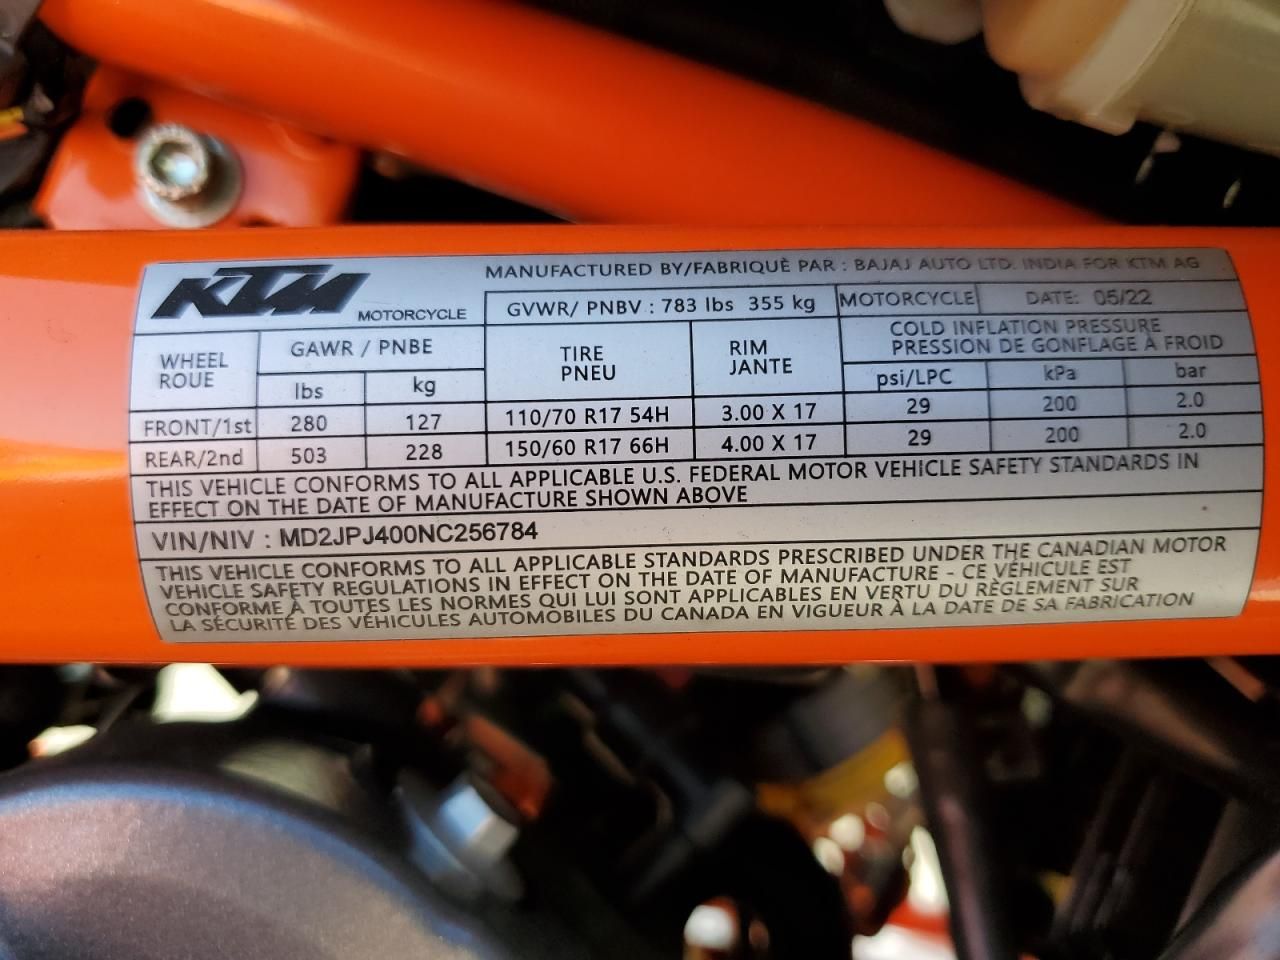 KTM
MOTORCYCLE
MANUFACTURED BY/FABRIQUÈ PAR : BAJAJ AUTO LTD. INDIA FOR KTM AG
GVWR/ PNBV : 783 lbs 355 kg MOTORCYCLE DATE: 05/22
WHEEL
ROUE
GAWR / PNBE
lbs kg
TIRE
PNEU
RIM
JANTE
COLD INFLATION PRESSURE
PRESSION DE GONFLAGE À FROID
psi/LPC kPa bar
FRONT/1st 280 127 110/70 R17 54H 3.00 X 17 29 200 2.0
REAR/2nd 503 228 150/60 R17 66H 4.00 X 17 29 200 2.0
THIS VEHICLE CONFORMS TO ALL APPLICABLE U.S. FEDERAL MOTOR VEHICLE SAFETY STANDARDS IN
EFFECT ON THE DATE OF MANUFACTURE SHOWN ABOVE
VIN/NIV : MD2JPJ400NC256784
THIS VEHICLE CONFORMS TO ALL APPLICABLE STANDARDS PRESCRIBED UNDER THE CANADIAN MOTOR
VEHICLE SAFETY REGULATIONS IN EFFECT ON THE DATE OF MANUFACTURE - CE VÉHICULE EST
CONFORME À TOUTES LES NORMES QUI LUI SONT APPLICABLES EN VERTU DU RÈGLEMENT SUR
LA SÉCURITÉ DES VÉHICULES AUTOMOBILES DU CANADA EN VIGUEUR À LA DATE DE SA FABRICATION